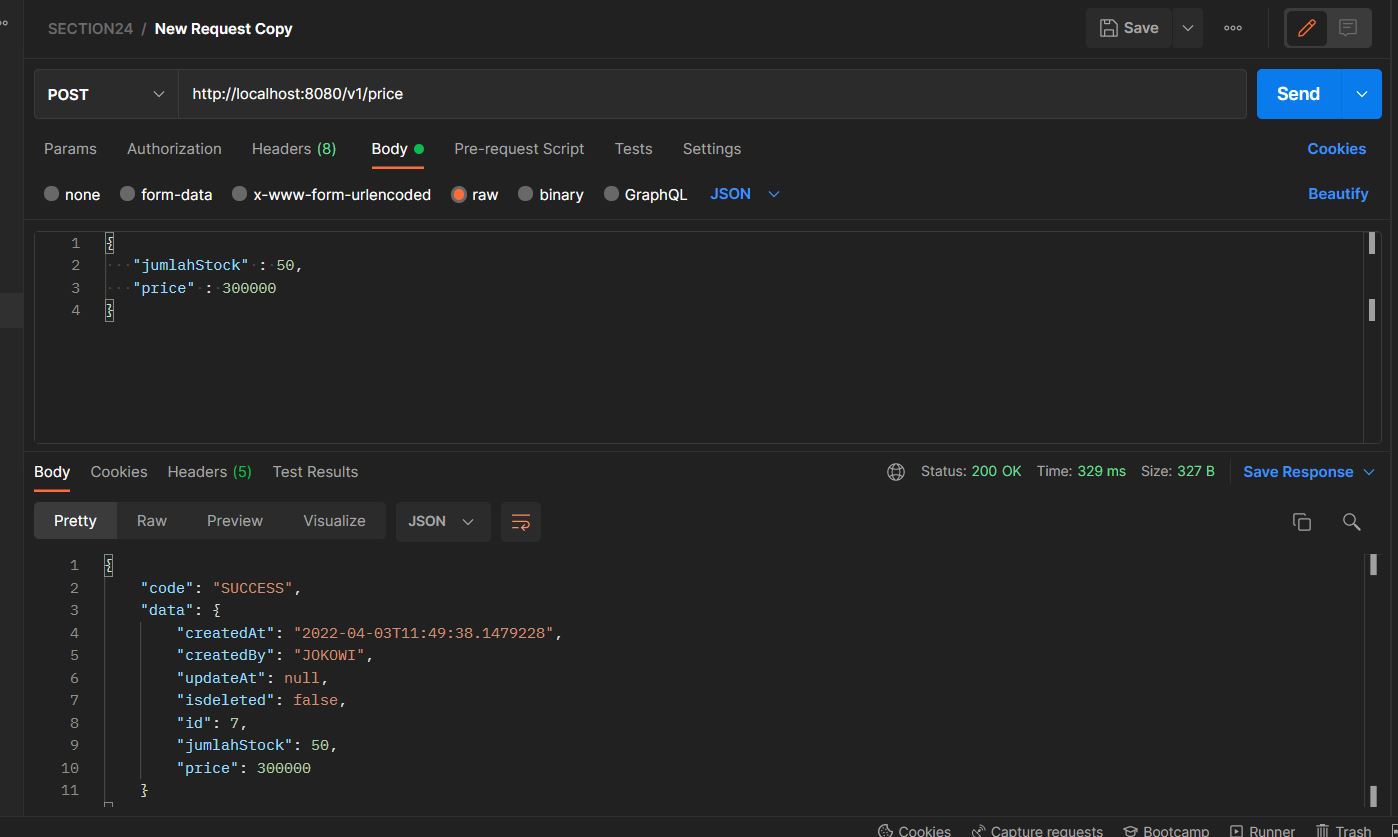 SECTION24 / New Request Copy
Save
POST
http://localhost:8080/v1/price
Send
Params Authorization Headers (8) Body Pre-request Script Tests Settings Cookies
none form-data x-www-form-urlencoded raw binary GraphQL JSON Beautify
1 {
2 "jumlahStock" : 50,
3 "price" : 300000
4 }
Body Cookies Headers (5) Test Results Status: 200 OK Time: 329 ms Size: 327 B Save Response
Pretty Raw Preview Visualize JSON
1 {
2 "code": "SUCCESS",
3 "data": {
4 "createdAt": "2022-04-03T11:49:38.1479228",
5 "createdBy": "JOKOWI",
6 "updateAt": null,
7 "isdeleted": false,
8 "id": 7,
9 "jumlahStock": 50,
10 "price": 300000
11 }
Cookies Capture requests Bootcamp Runner Trash